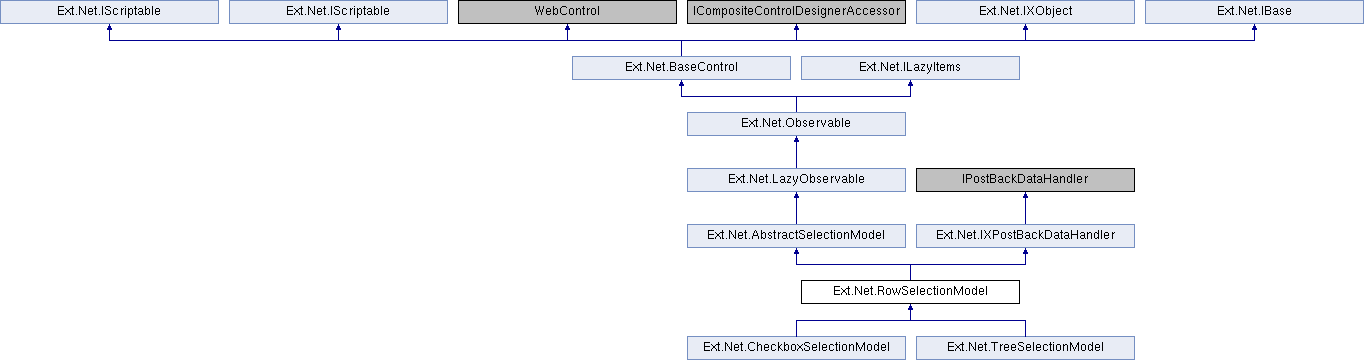 Ext.Net.IScriptable
Ext.Net.IScriptable
WebControl
ICompositeControlDesignerAccessor
Ext.Net.IXObject
Ext.Net.IBase
Ext.Net.BaseControl
Ext.Net.ILazyItems
Ext.Net.Observable
Ext.Net.LazyObservable
IPostBackDataHandler
Ext.Net.AbstractSelectionModel
Ext.Net.IXPostBackDataHandler
Ext.Net.RowSelectionModel
Ext.Net.CheckboxSelectionModel
Ext.Net.TreeSelectionModel